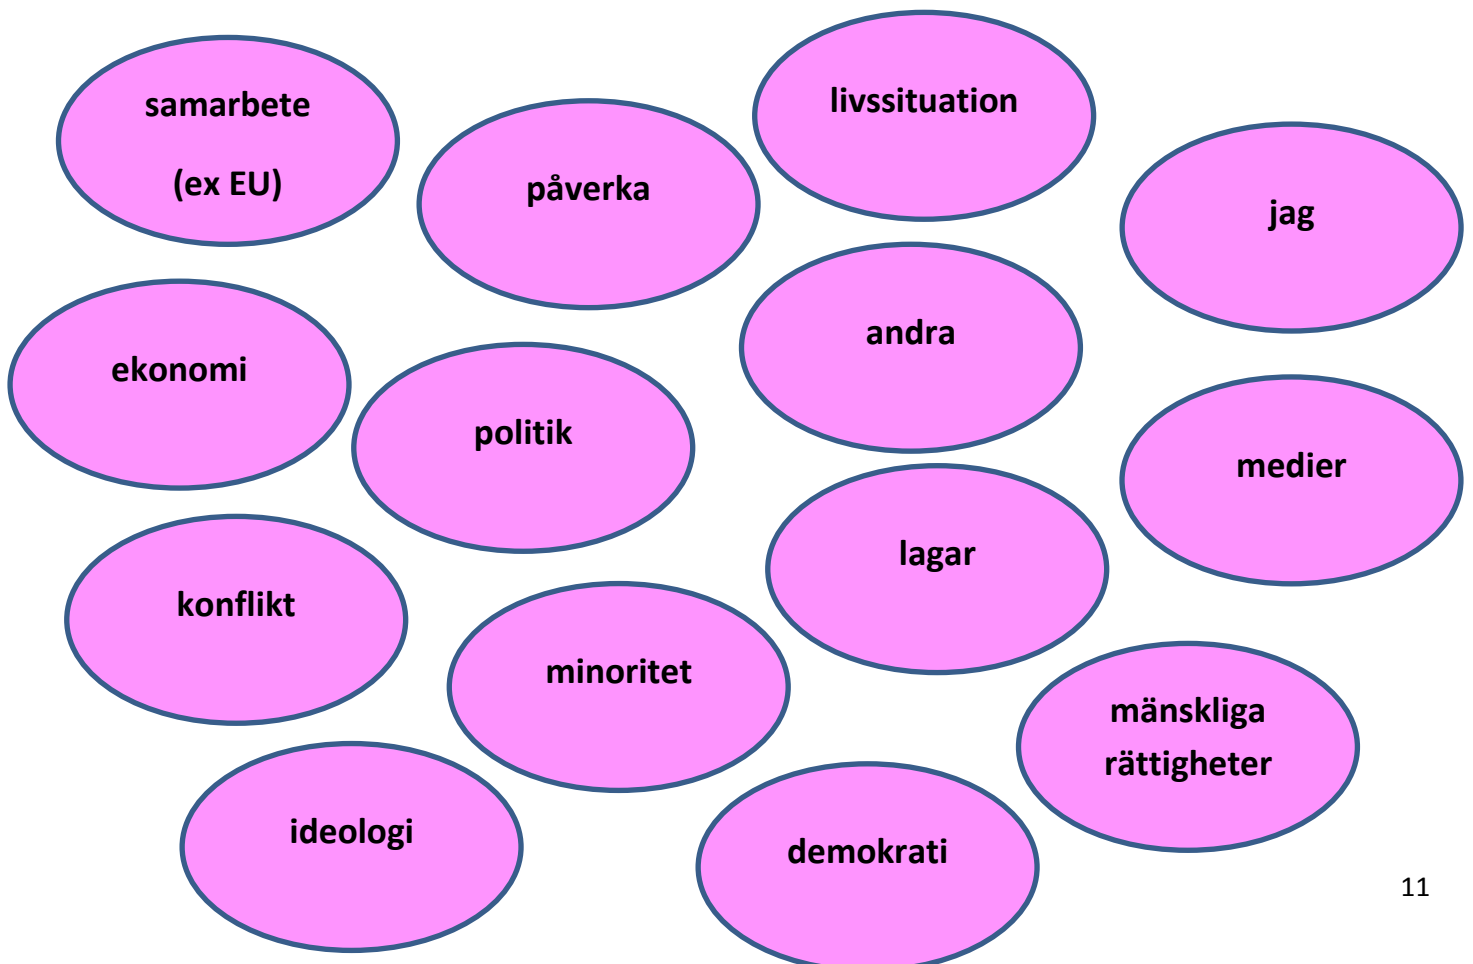 samarbete
(ex EU)
påverka
livssituation
jag
ekonomi
politik
andra
medier
konflikt
minoritet
lagar
mänskliga
rättigheter
ideologi
demokrati
11